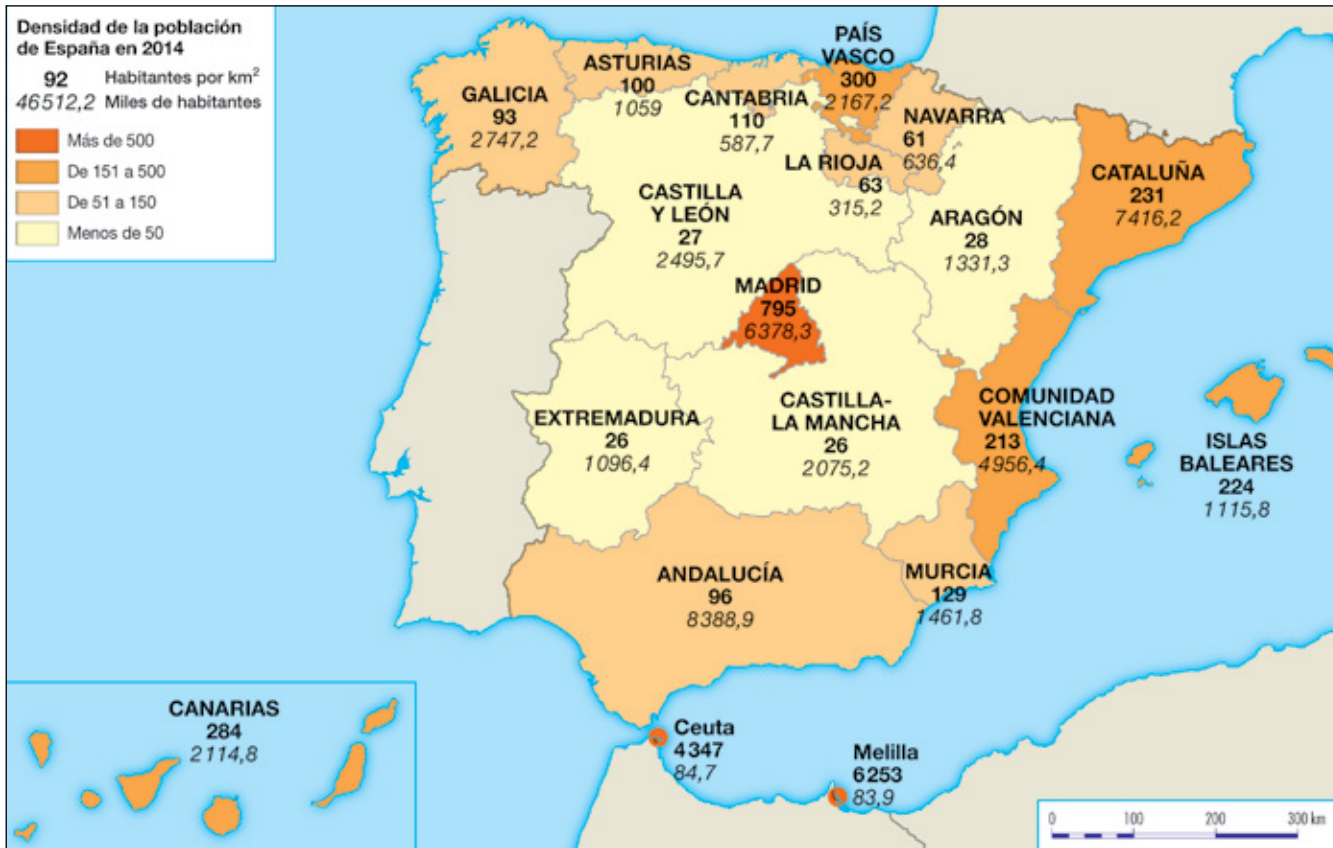 Densidad de la población
de España en 2014
92 Habitantes por km²
46512,2 Miles de habitantes
Más de 500
De 151 a 500
De 51 a 150
Menos de 50
GALICIA
93
2747,2
ASTURIAS
100
1059
CANTABRIA
110
587,7
PAÍS
VASCO
300
2167,2
NAVARRA
61
636,4
LA RIOJA
63
315,2
CASTILLA
Y LEÓN
27
2495,7
ARAGÓN
28
1331,3
CATALUÑA
231
7416,2
MADRID
795
6378,3
EXTREMADURA
26
1096,4
CASTILLA-
LA MANCHA
26
2075,2
COMUNIDAD
VALENCIANA
213
4956,4
ISLAS
BALEARES
224
1115,8
ANDALUCÍA
96
8388,9
MURCIA
129
1461,8
CANARIAS
284
2114,8
Ceuta
4347
84,7
Melilla
6253
83,9
0 100 200 300 km